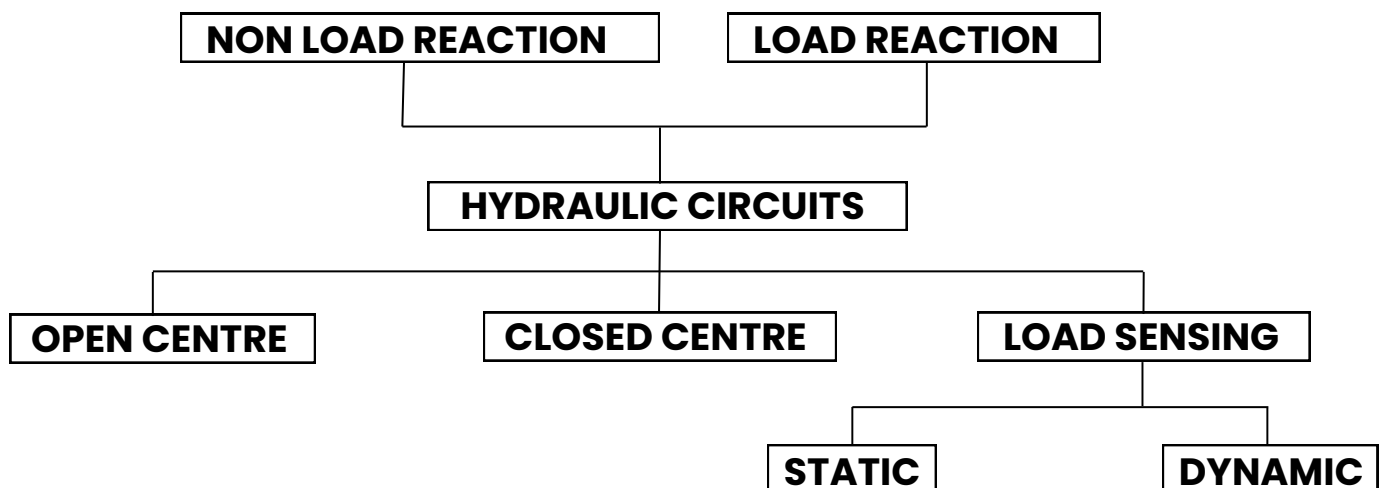 NON LOAD REACTION
LOAD REACTION
HYDRAULIC CIRCUITS
OPEN CENTRE
CLOSED CENTRE
LOAD SENSING
STATIC
DYNAMIC